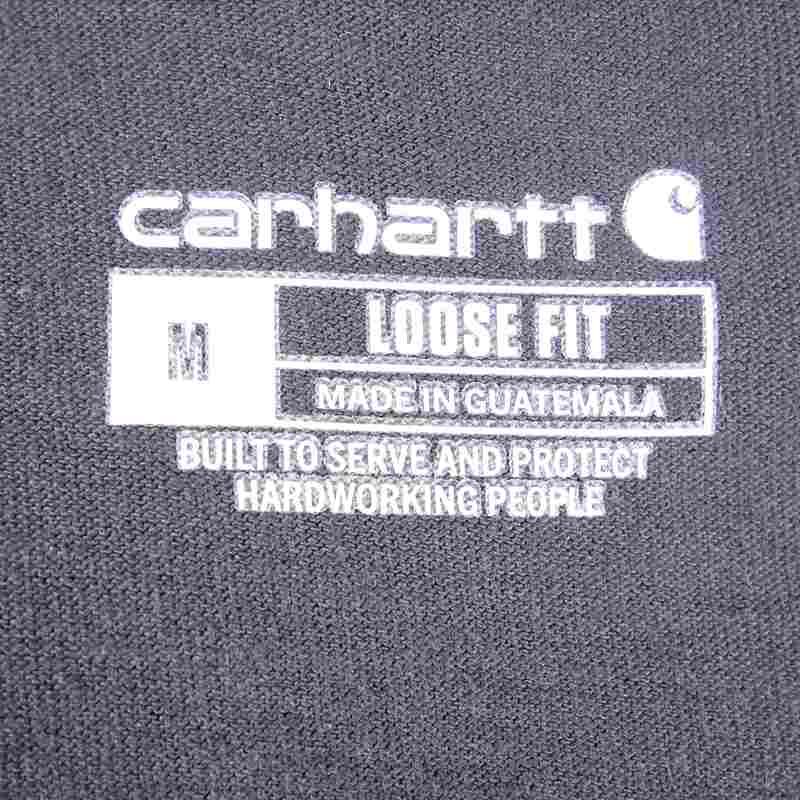 carhartt
M
LOOSE FIT
MADE IN GUATEMALA
BUILT TO SERVE AND PROTECT
HARDWORKING PEOPLE